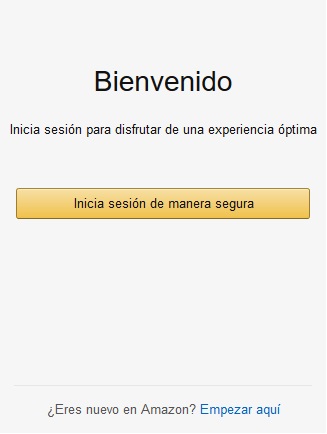 Bienvenido
Inicia sesión para disfrutar de una experiencia óptima
Inicia sesión de manera segura
¿Eres nuevo en Amazon? Empezar aquí